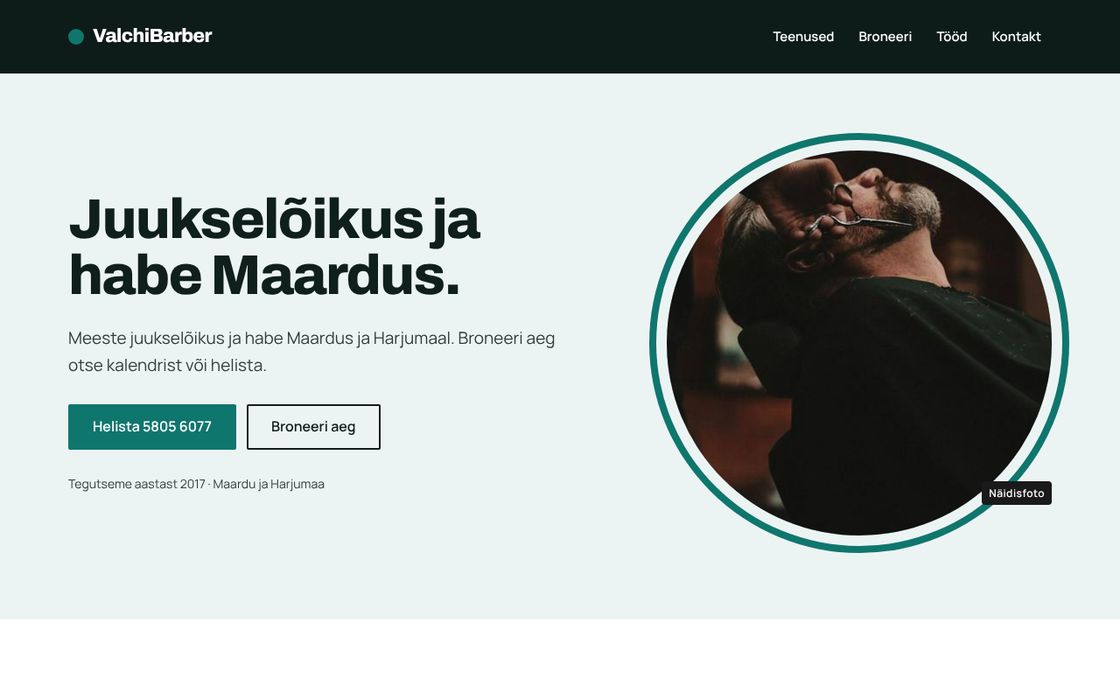 ValchiBarber
Teenused
Broneeri
Tööd
Kontakt
Juukselõikus ja
habe Maardus.
Meeste juukselõikus ja habe Maardus ja Harjumaal. Broneeri aeg
otse kalendrist või helista.
Helista 5805 6077
Broneeri aeg
Tegutseme aastast 2017 · Maardu ja Harjumaa
Näidisfoto